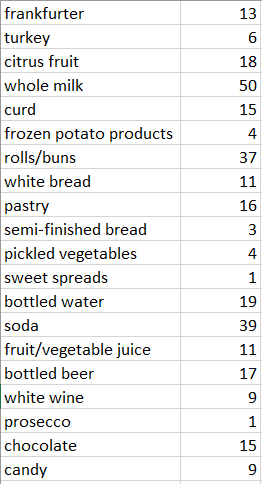 frankfurter 13
turkey 6
citrus fruit 18
whole milk 50
curd 15
frozen potato products 4
rolls/buns 37
white bread 11
pastry 16
semi-finished bread 3
pickled vegetables 4
sweet spreads 1
bottled water 19
soda 39
fruit/vegetable juice 11
bottled beer 17
white wine 9
prosecco 1
chocolate 15
candy 9